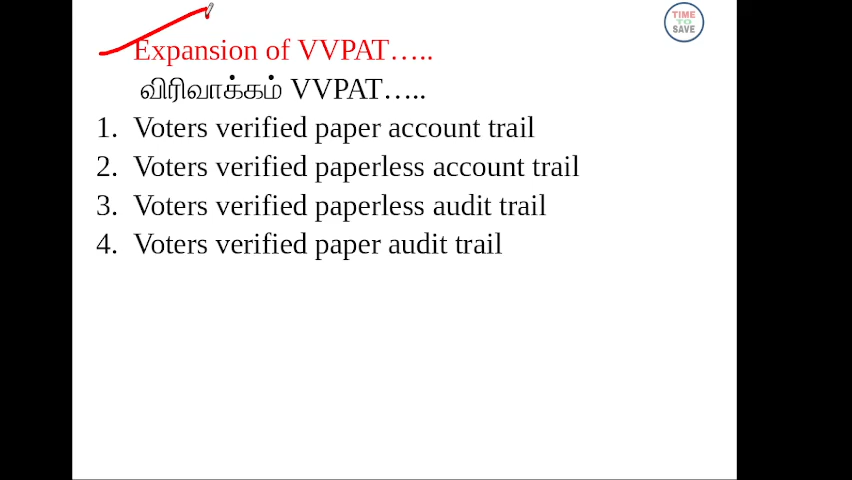 TIME
TO
SAVE
Expansion of VVPAT…..
விரிவாக்கம் VVPAT…..
1. Voters verified paper account trail
2. Voters verified paperless account trail
3. Voters verified paperless audit trail
4. Voters verified paper audit trail